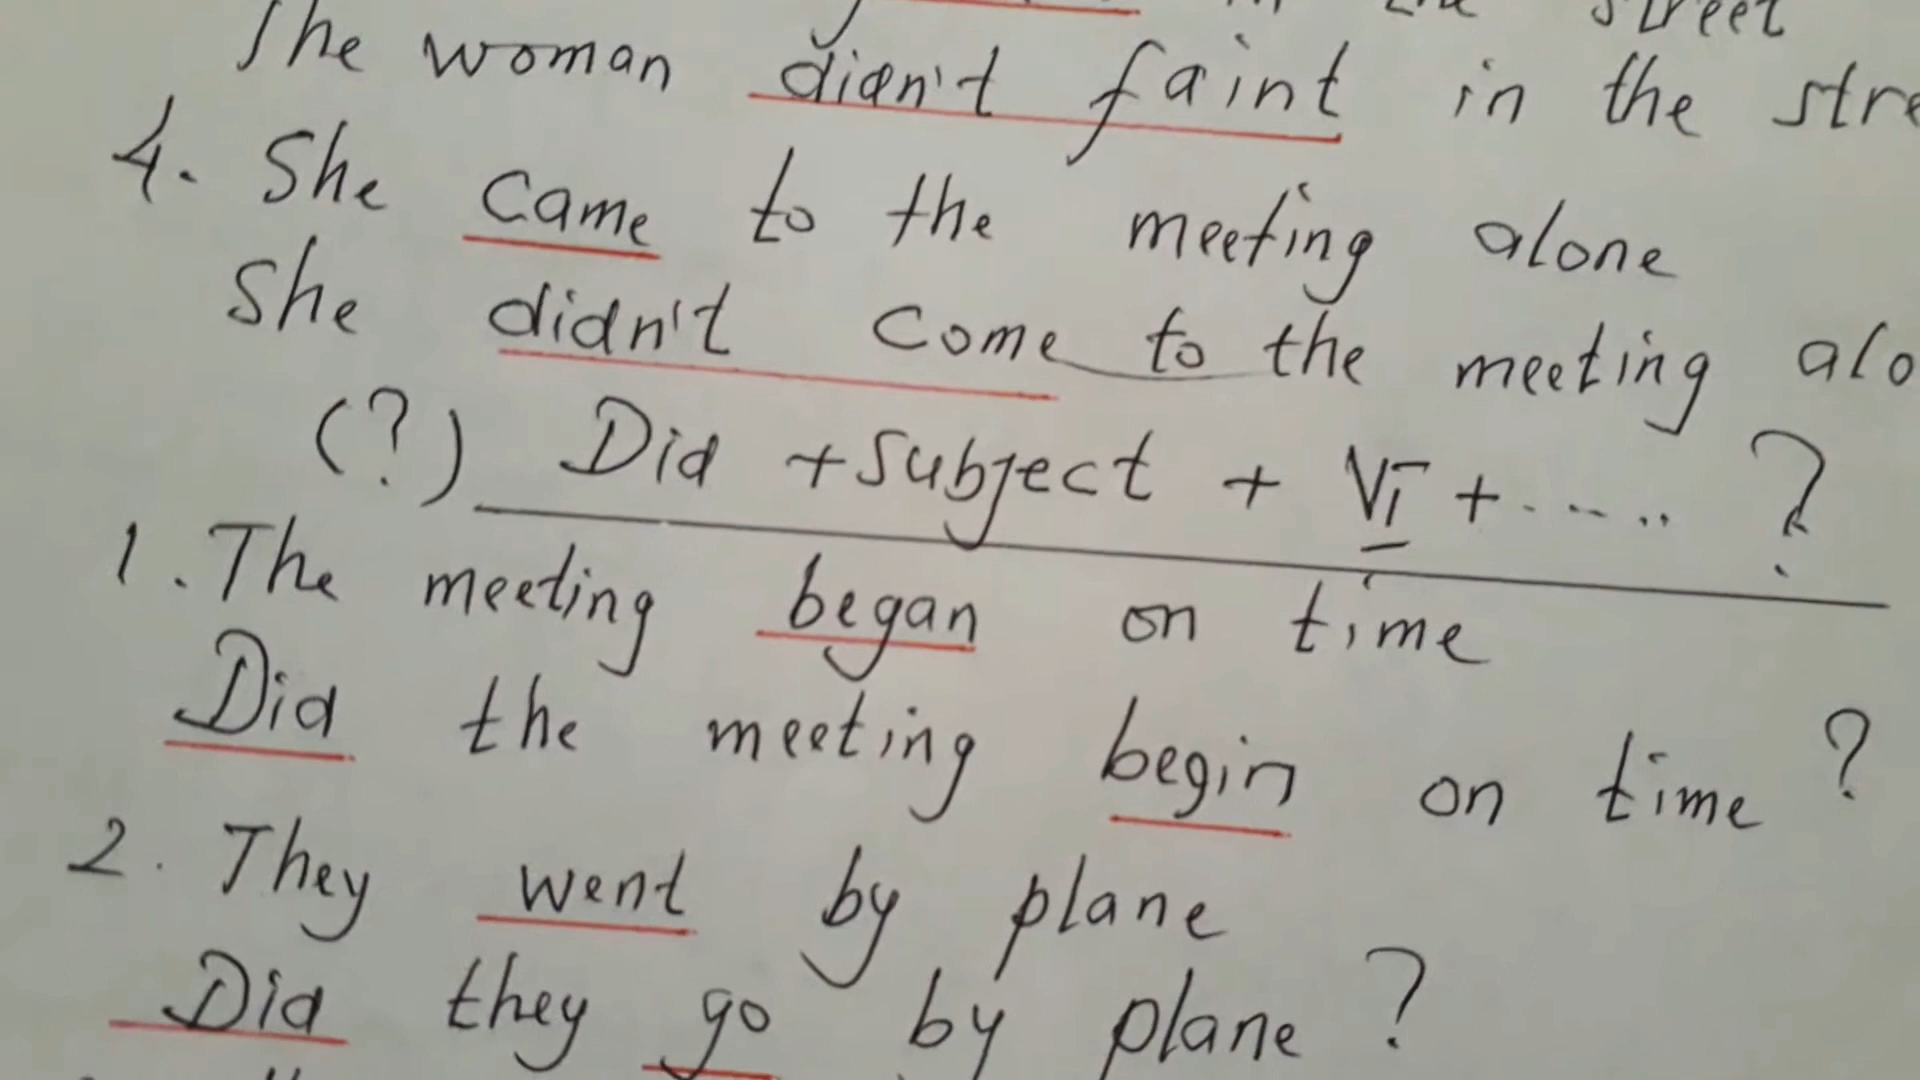 street
The woman didn't faint in the stre
4. She came to the meeting alone
She didn't come to the meeting alo
(?) Did + Subject + VI + ..... ?
1. The meeting began on time
Did the meeting begin on time ?
2. They went by plane
Did they go by plane ?